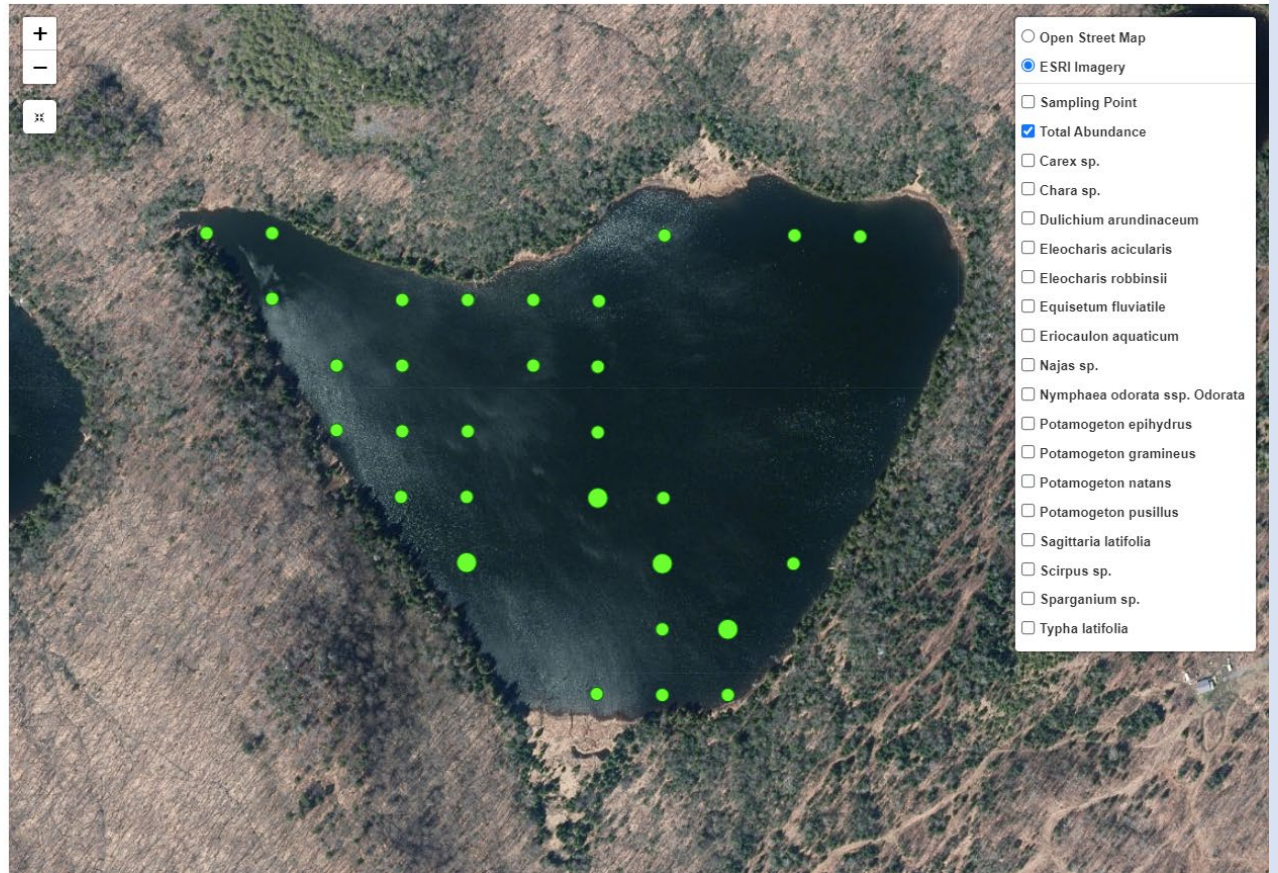 +
−
Open Street Map
ESRI Imagery
Sampling Point
Total Abundance
Carex sp.
Chara sp.
Dulichium arundinaceum
Eleocharis acicularis
Eleocharis robbinsii
Equisetum fluviatile
Eriocaulon aquaticum
Najas sp.
Nymphaea odorata ssp. Odorata
Potamogeton epihydrus
Potamogeton gramineus
Potamogeton natans
Potamogeton pusillus
Sagittaria latifolia
Scirpus sp.
Sparganium sp.
Typha latifolia